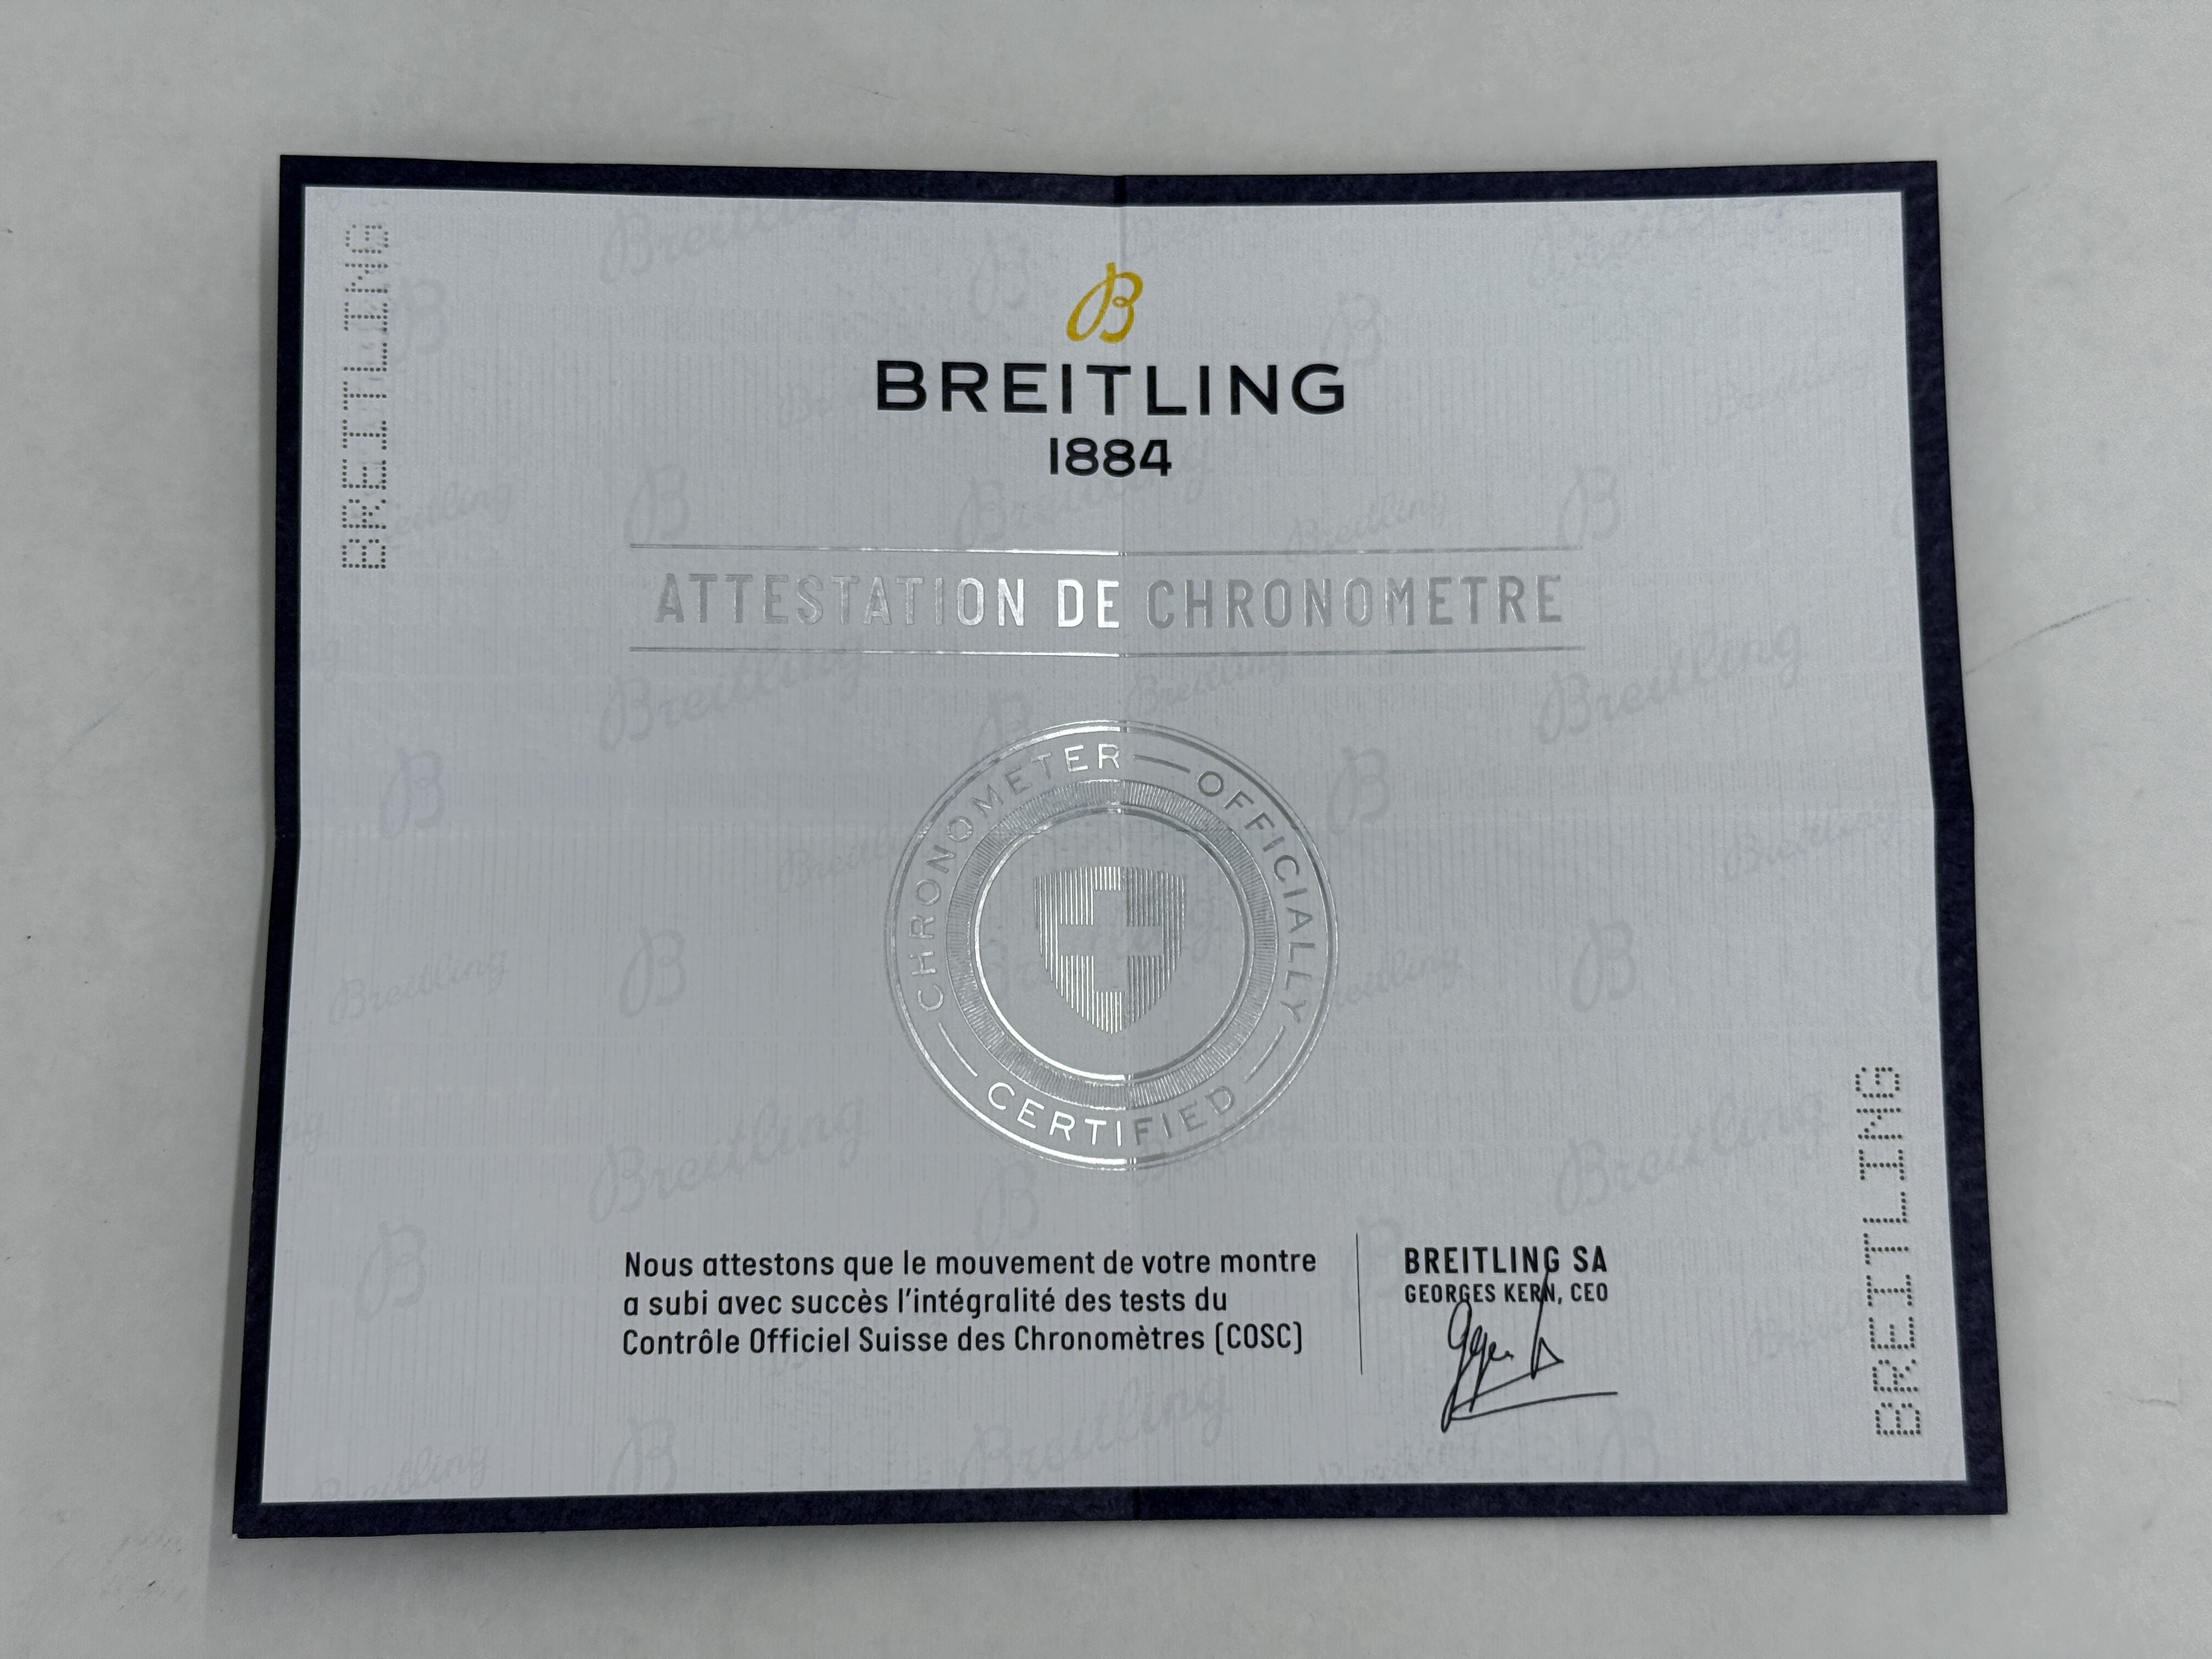 BREITLING
B
BREITLING
1884
ATTESTATION DE CHRONOMETRE
CHRONOMETER — OFFICIALLY — CERTIFIED
Nous attestons que le mouvement de votre montre
a subi avec succès l'intégralité des tests du
Contrôle Officiel Suisse des Chronomètres (COSC)
BREITLING SA
GEORGES KERN, CEO
BREITLING